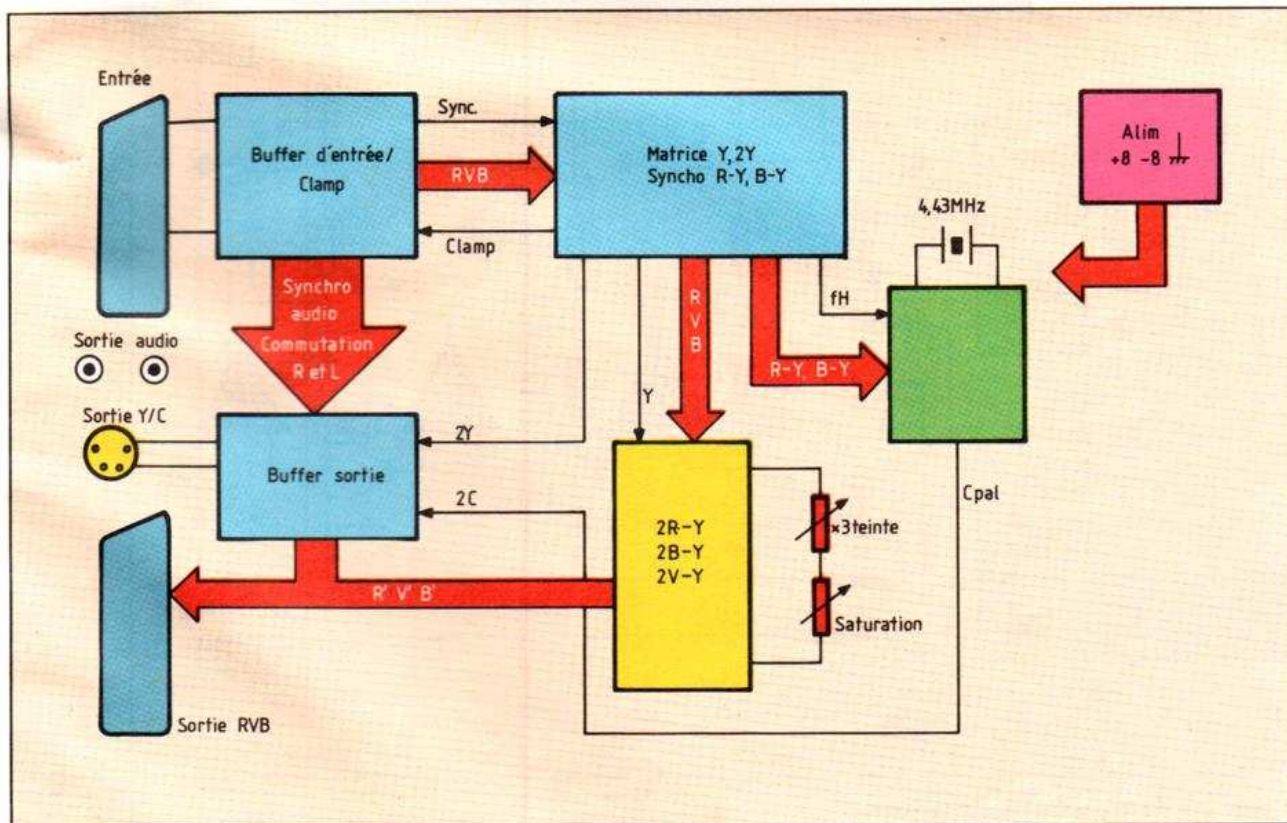 Entrée
Buffer d'entrée/
Clamp
Sync.
RVB
Clamp
Matrice Y, 2Y
Syncho R-Y, B-Y
Alim
+8 -8
4,43MHz
fH
Synchro
audio
Commutation
R et L
Sortie audio
R
V
B
R-Y, B-Y
Y
Sortie Y/C
2Y
Buffer sortie
2C
Cpal
2R-Y
2B-Y
2V-Y
×3teinte
Saturation
R' V' B'
Sortie RVB